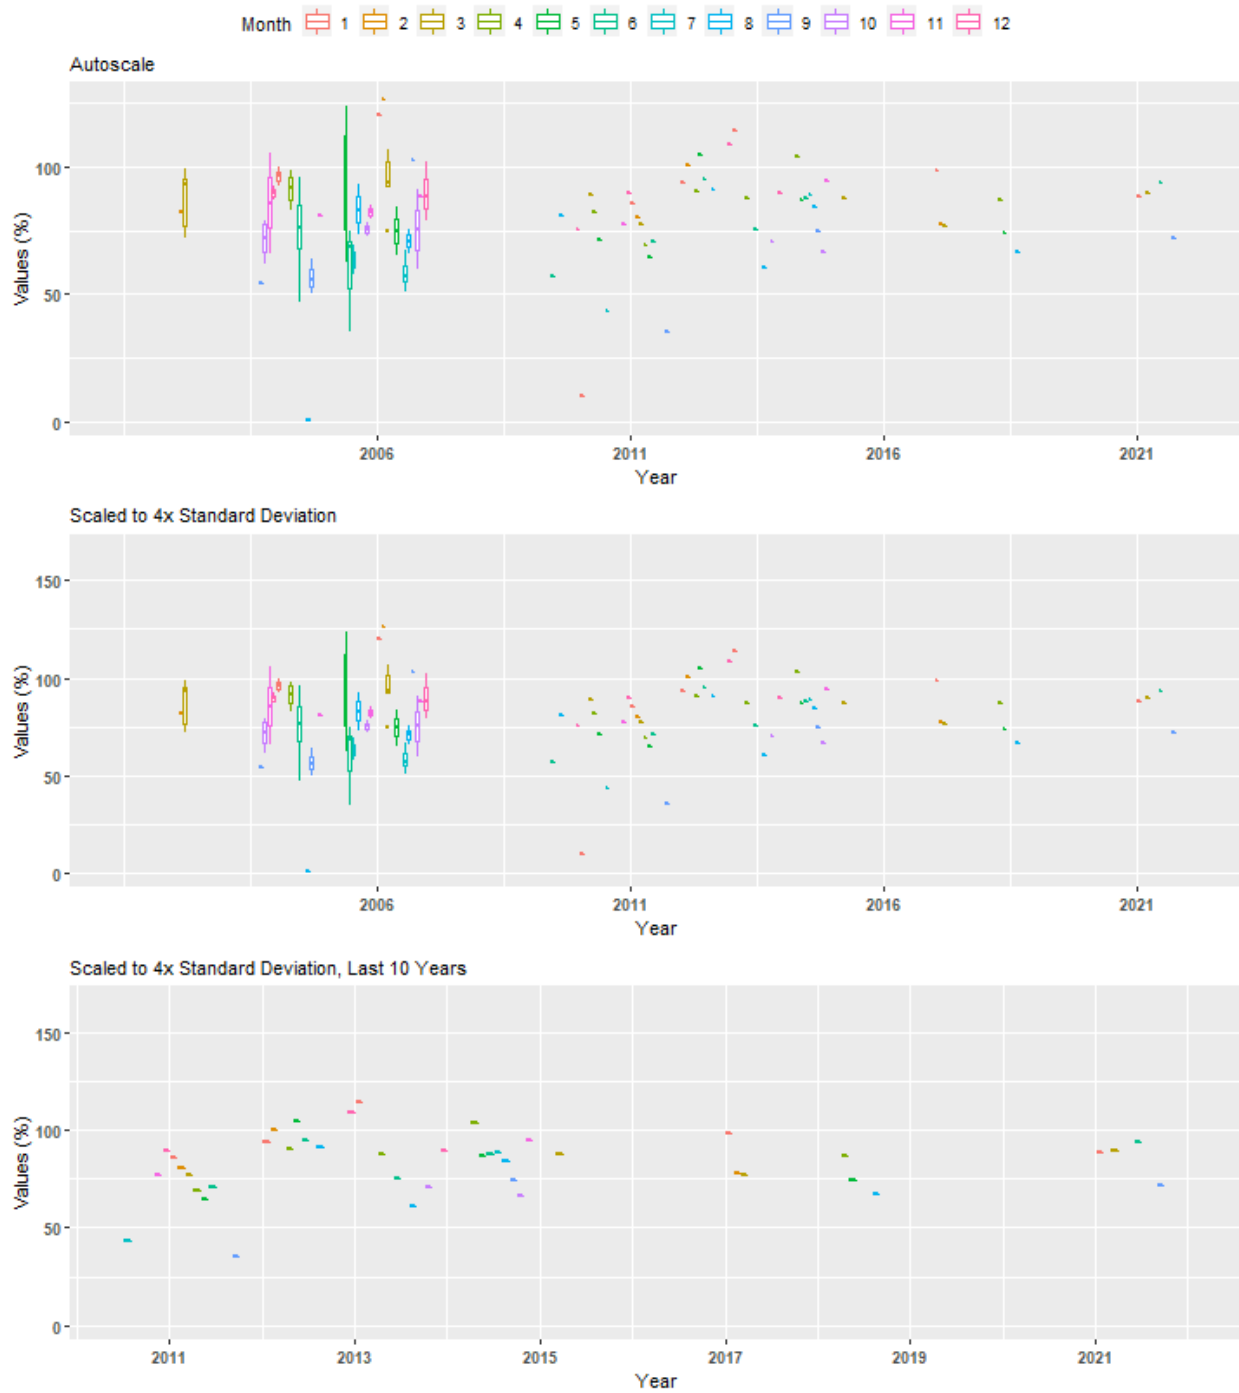 Month 1 2 3 4 5 6 7 8 9 10 11 12
Autoscale
Values (%)
100
50
0
2006 2011 2016 2021
Year
Scaled to 4x Standard Deviation
Values (%)
150
100
50
0
2006 2011 2016 2021
Year
Scaled to 4x Standard Deviation, Last 10 Years
Values (%)
150
100
50
0
2011 2013 2015 2017 2019 2021
Year